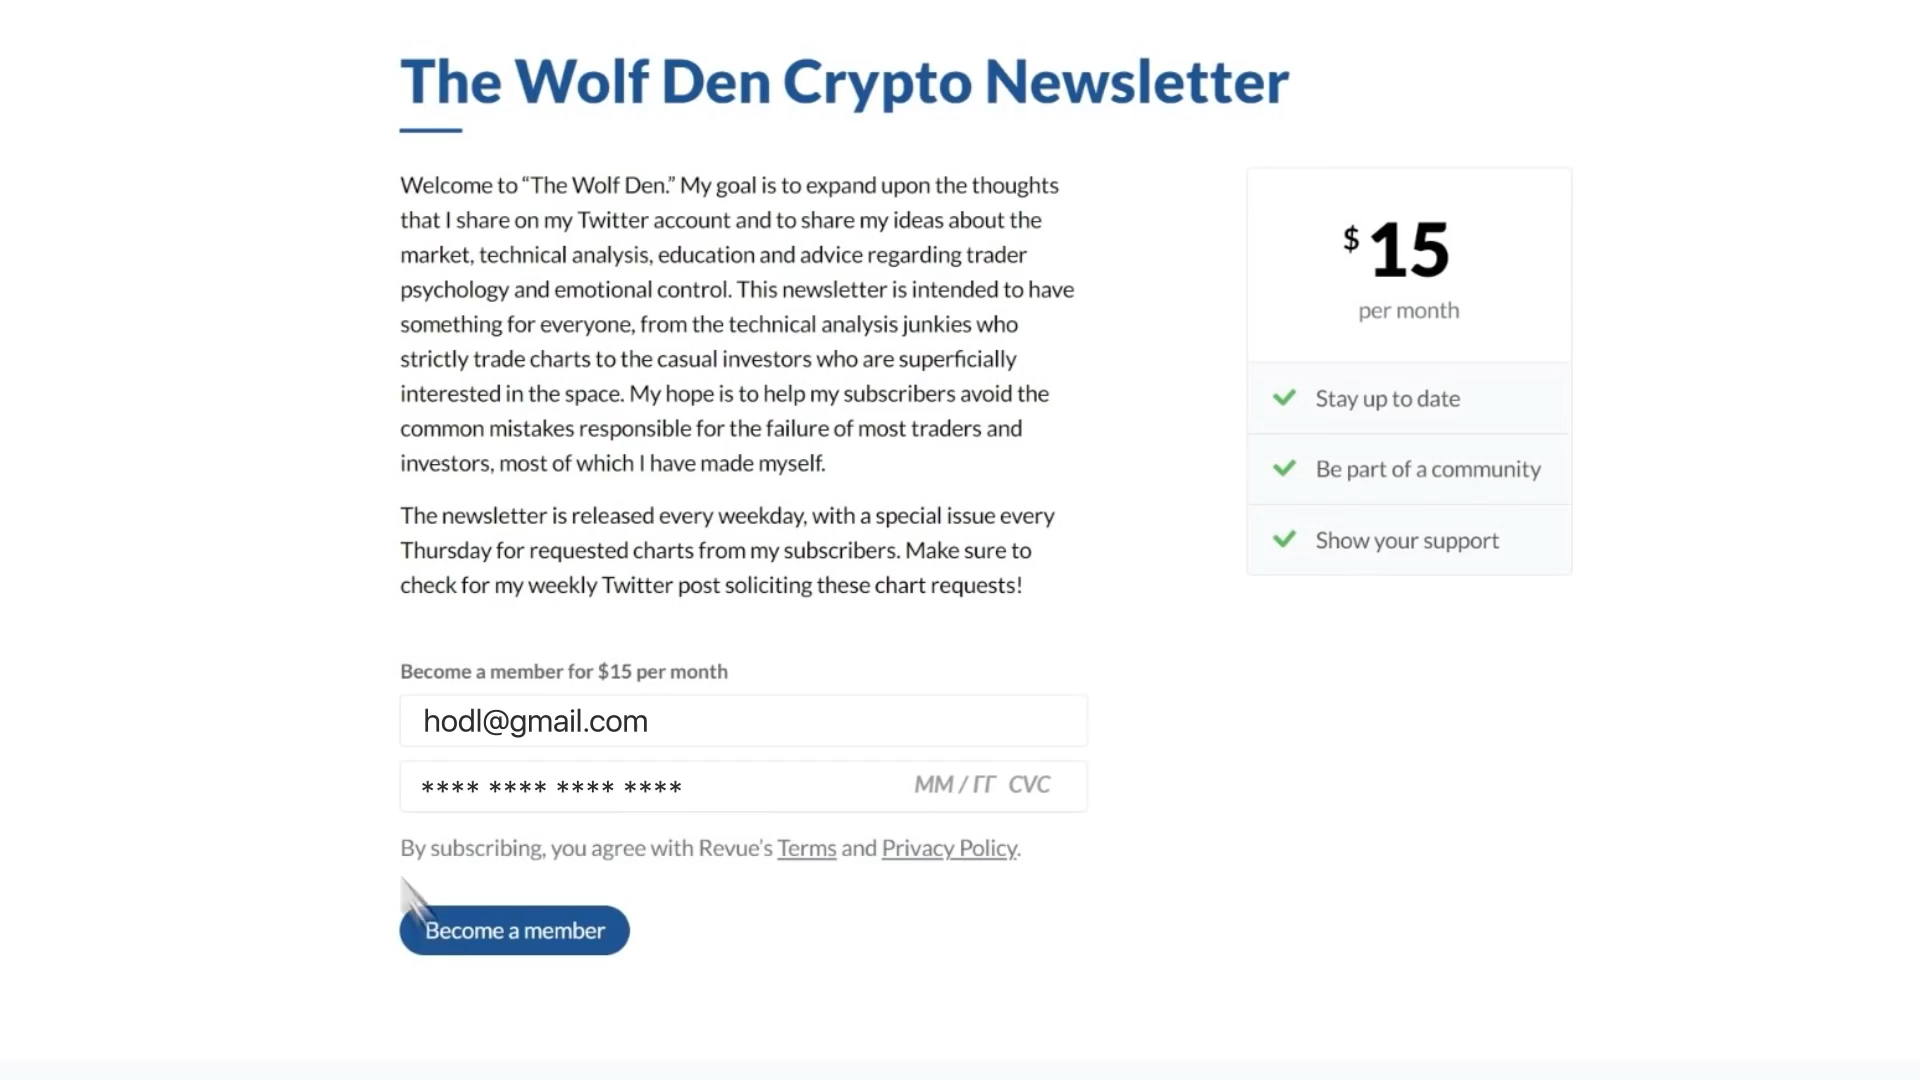 The Wolf Den Crypto Newsletter
Welcome to “The Wolf Den.” My goal is to expand upon the thoughts
that I share on my Twitter account and to share my ideas about the
market, technical analysis, education and advice regarding trader
psychology and emotional control. This newsletter is intended to have
something for everyone, from the technical analysis junkies who
strictly trade charts to the casual investors who are superficially
interested in the space. My hope is to help my subscribers avoid the
common mistakes responsible for the failure of most traders and
investors, most of which I have made myself.
The newsletter is released every weekday, with a special issue every
Thursday for requested charts from my subscribers. Make sure to
check for my weekly Twitter post soliciting these chart requests!
$ 15
per month
Stay up to date
Be part of a community
Show your support
Become a member for $15 per month
hodl@gmail.com
**** **** **** **** MM / ГГ CVC
By subscribing, you agree with Revue’s Terms and Privacy Policy.
Become a member